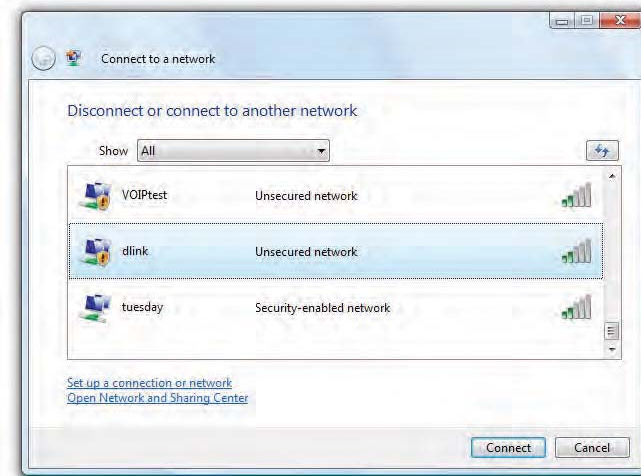 Connect to a network
Disconnect or connect to another network
Show All
VOIPtest Unsecured network
dlink Unsecured network
tuesday Security-enabled network
Set up a connection or network
Open Network and Sharing Center
Connect Cancel